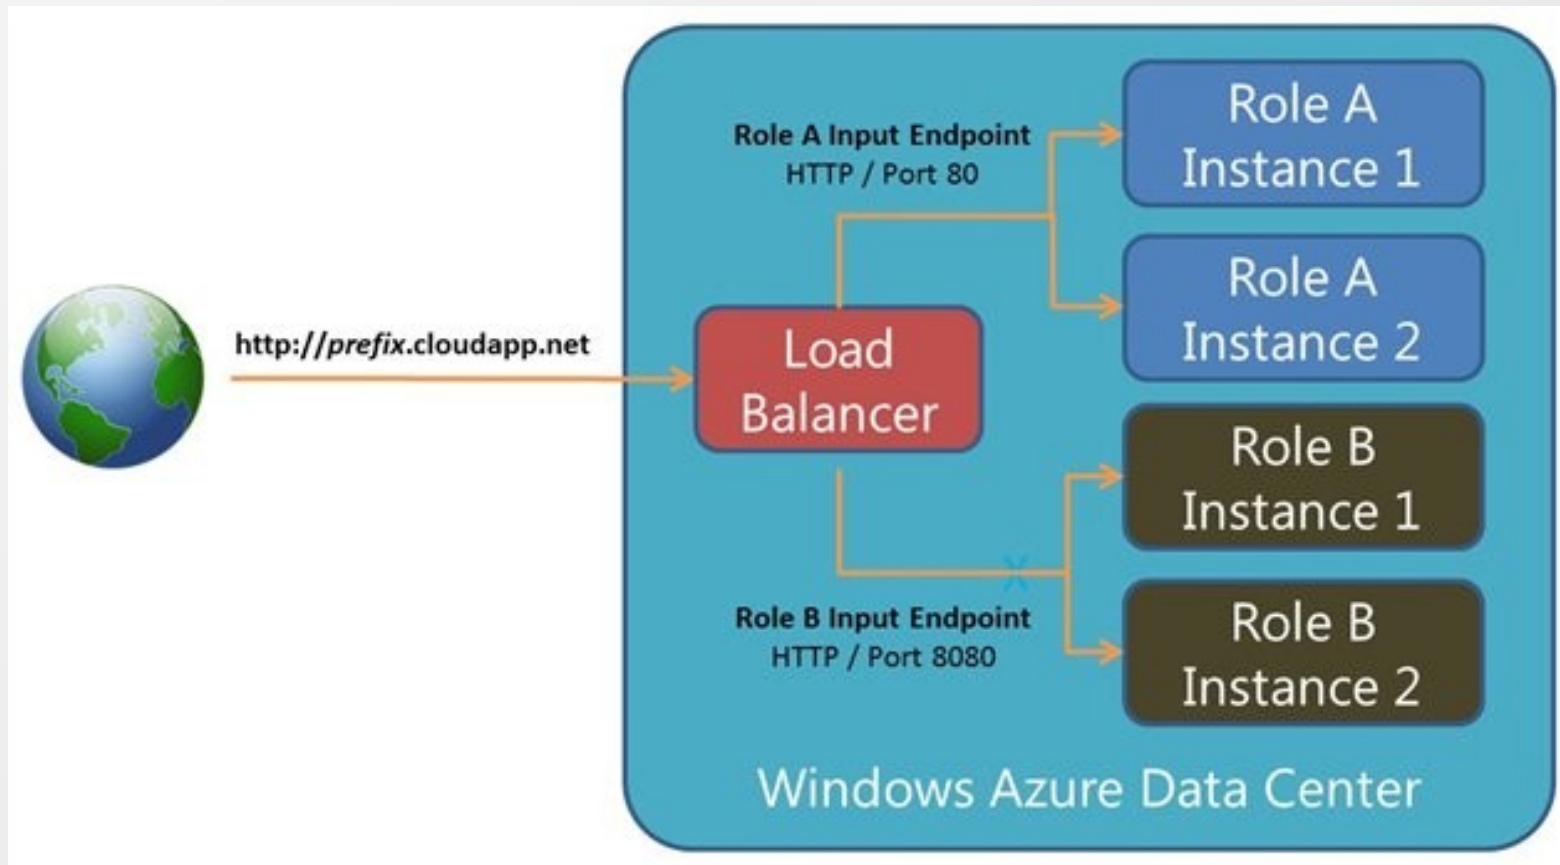 http://prefix.cloudapp.net
Load
Balancer
Role A Input Endpoint
HTTP / Port 80
Role A
Instance 1
Role A
Instance 2
Role B Input Endpoint
HTTP / Port 8080
Role B
Instance 1
Role B
Instance 2
X
Windows Azure Data Center